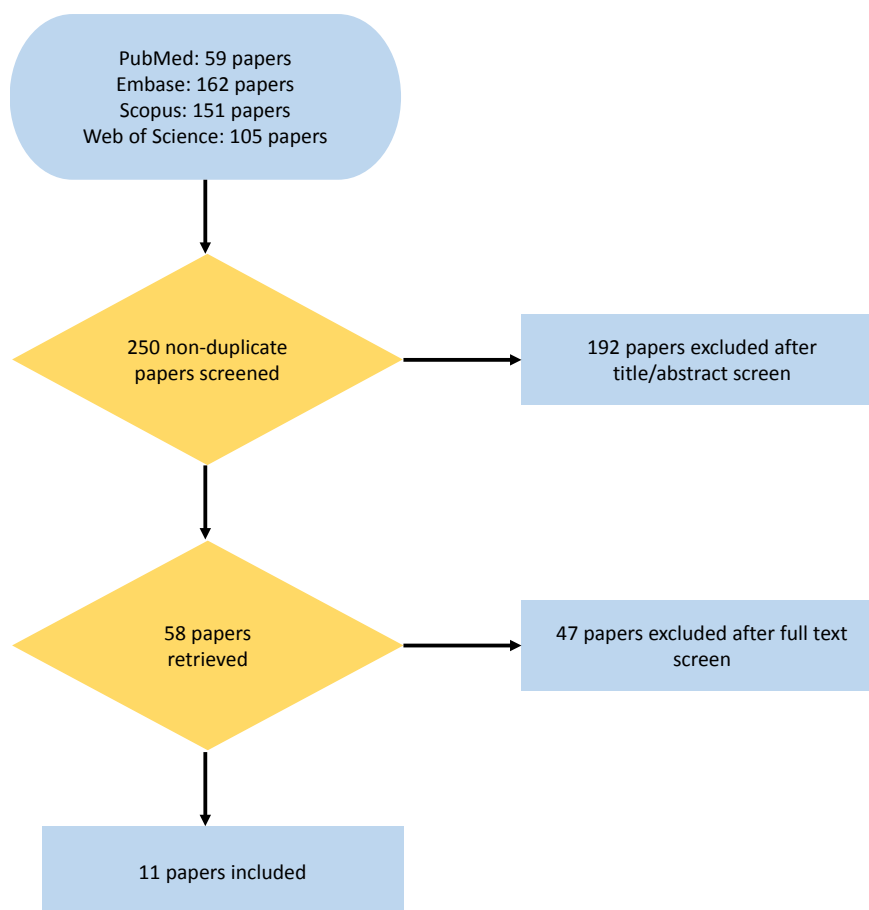 PubMed: 59 papers
Embase: 162 papers
Scopus: 151 papers
Web of Science: 105 papers
250 non-duplicate
papers screened
192 papers excluded after
title/abstract screen
58 papers
retrieved
47 papers excluded after full text
screen
11 papers included